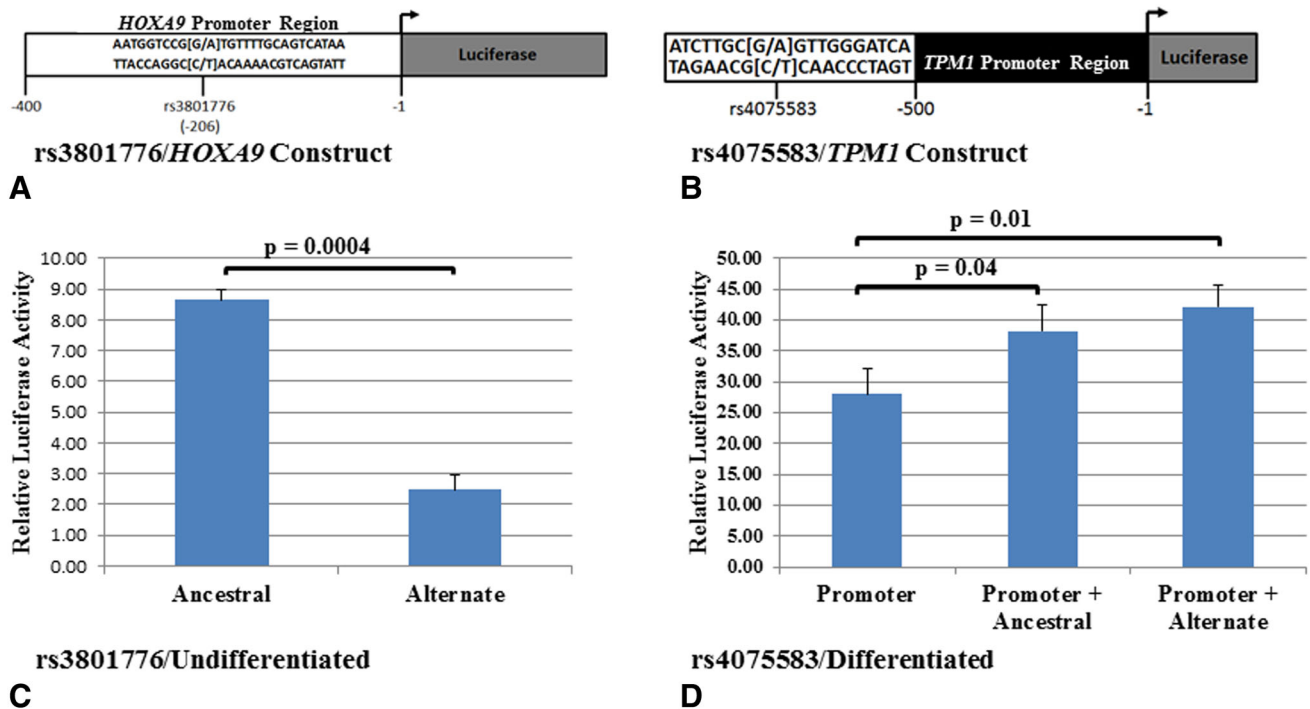 HOXA9 Promoter Region
AATGGTCCG[G/A]TGTTTTGCAGTCATAA
TTACCAGGC[C/T]ACAAAACGTCAGTATT
Luciferase
-400
rs3801776
(-206)
-1
rs3801776/HOXA9 Construct
A
ATCTTGC[G/A]GTTGGGATCA
TAGAACG[C/T]CAACCCTAGT
TPM1 Promoter Region
Luciferase
rs4075583
-500
-1
rs4075583/TPM1 Construct
B
p = 0.0004
Relative Luciferase Activity
10.00
9.00
8.00
7.00
6.00
5.00
4.00
3.00
2.00
1.00
0.00
Ancestral
Alternate
rs3801776/Undifferentiated
C
p = 0.01
p = 0.04
Relative Luciferase Activity
50.00
45.00
40.00
35.00
30.00
25.00
20.00
15.00
10.00
5.00
0.00
Promoter
Promoter +
Ancestral
Promoter +
Alternate
rs4075583/Differentiated
D